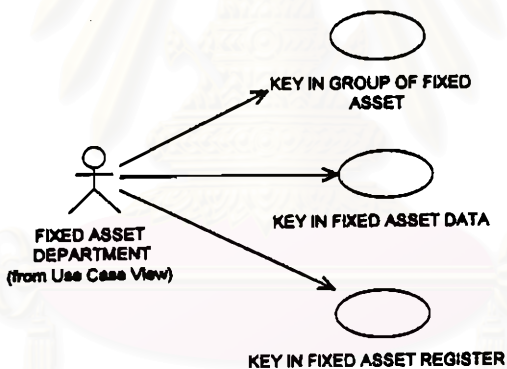 KEY IN GROUP OF FIXED
ASSET
FIXED ASSET
DEPARTMENT
(from Use Case View)
KEY IN FIXED ASSET DATA
KEY IN FIXED ASSET REGISTER